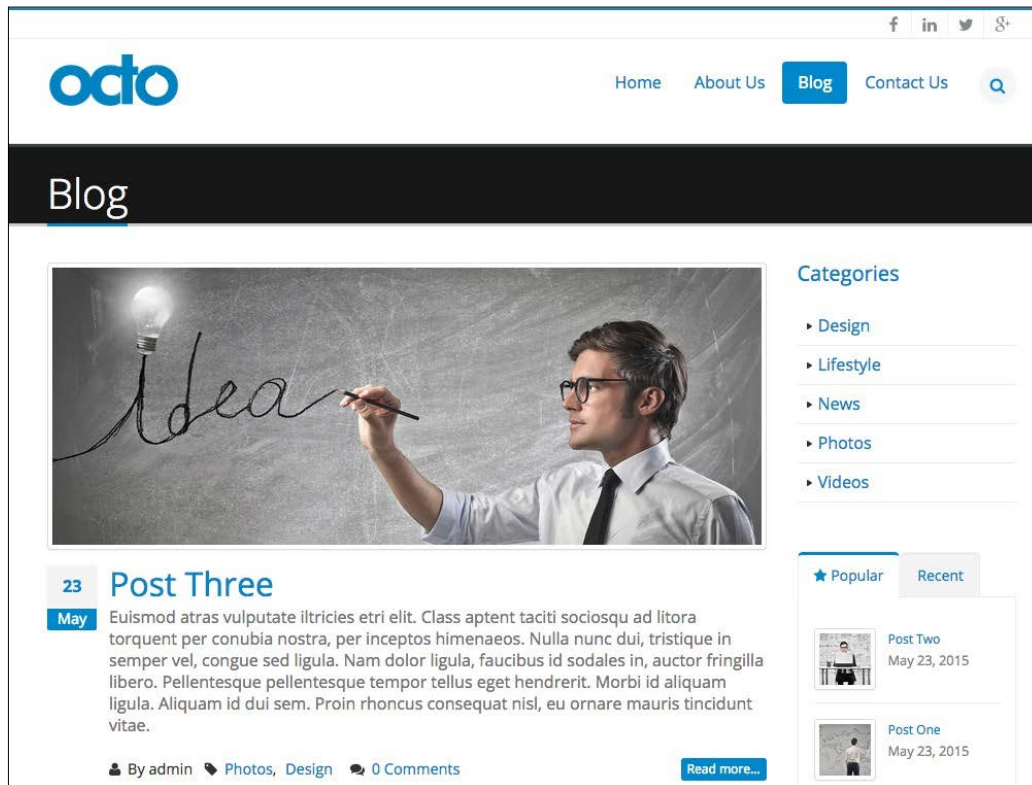 octo
Home About Us Blog Contact Us
Blog
idea
Categories
Design
Lifestyle
News
Photos
Videos
23
May
Post Three
Euismod atras vulputate iltricies etri elit. Class aptent taciti sociosqu ad litora
torquent per conubia nostra, per inceptos himenaeos. Nulla nunc dui, tristique in
semper vel, congue sed ligula. Nam dolor ligula, faucibus id sodales in, auctor fringilla
libero. Pellentesque pellentesque tempor tellus eget hendrerit. Morbi id aliquam
ligula. Aliquam id dui sem. Proin rhoncus consequat nisl, eu ornare mauris tincidunt
vitae.
By admin Photos, Design 0 Comments
Read more...
Popular Recent
Post Two
May 23, 2015
Post One
May 23, 2015